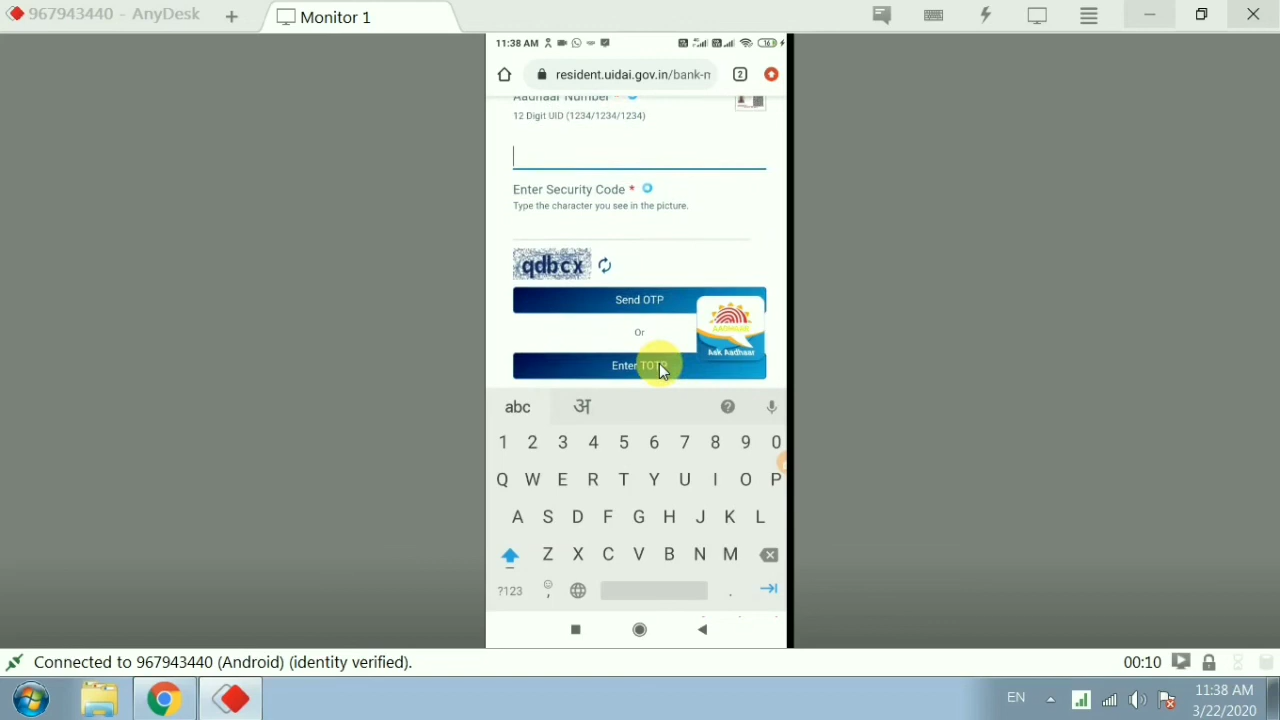 967943440 - AnyDesk
Monitor 1
11:38 AM
16
resident.uidai.gov.in/bank-m
2
Aadhaar Number *
12 Digit UID (1234/1234/1234)
Enter Security Code *
Type the character you see in the picture.
qdbcx
Send OTP
AADHAAR
Or
Ask Aadhaar
Enter TOTP
abc अ
1 2 3 4 5 6 7 8 9 0
Q W E R T Y U I O P
A S D F G H J K L
Z X C V B N M
?123 , .
Connected to 967943440 (Android) (identity verified).
00:10
EN
11:38 AM
3/22/2020